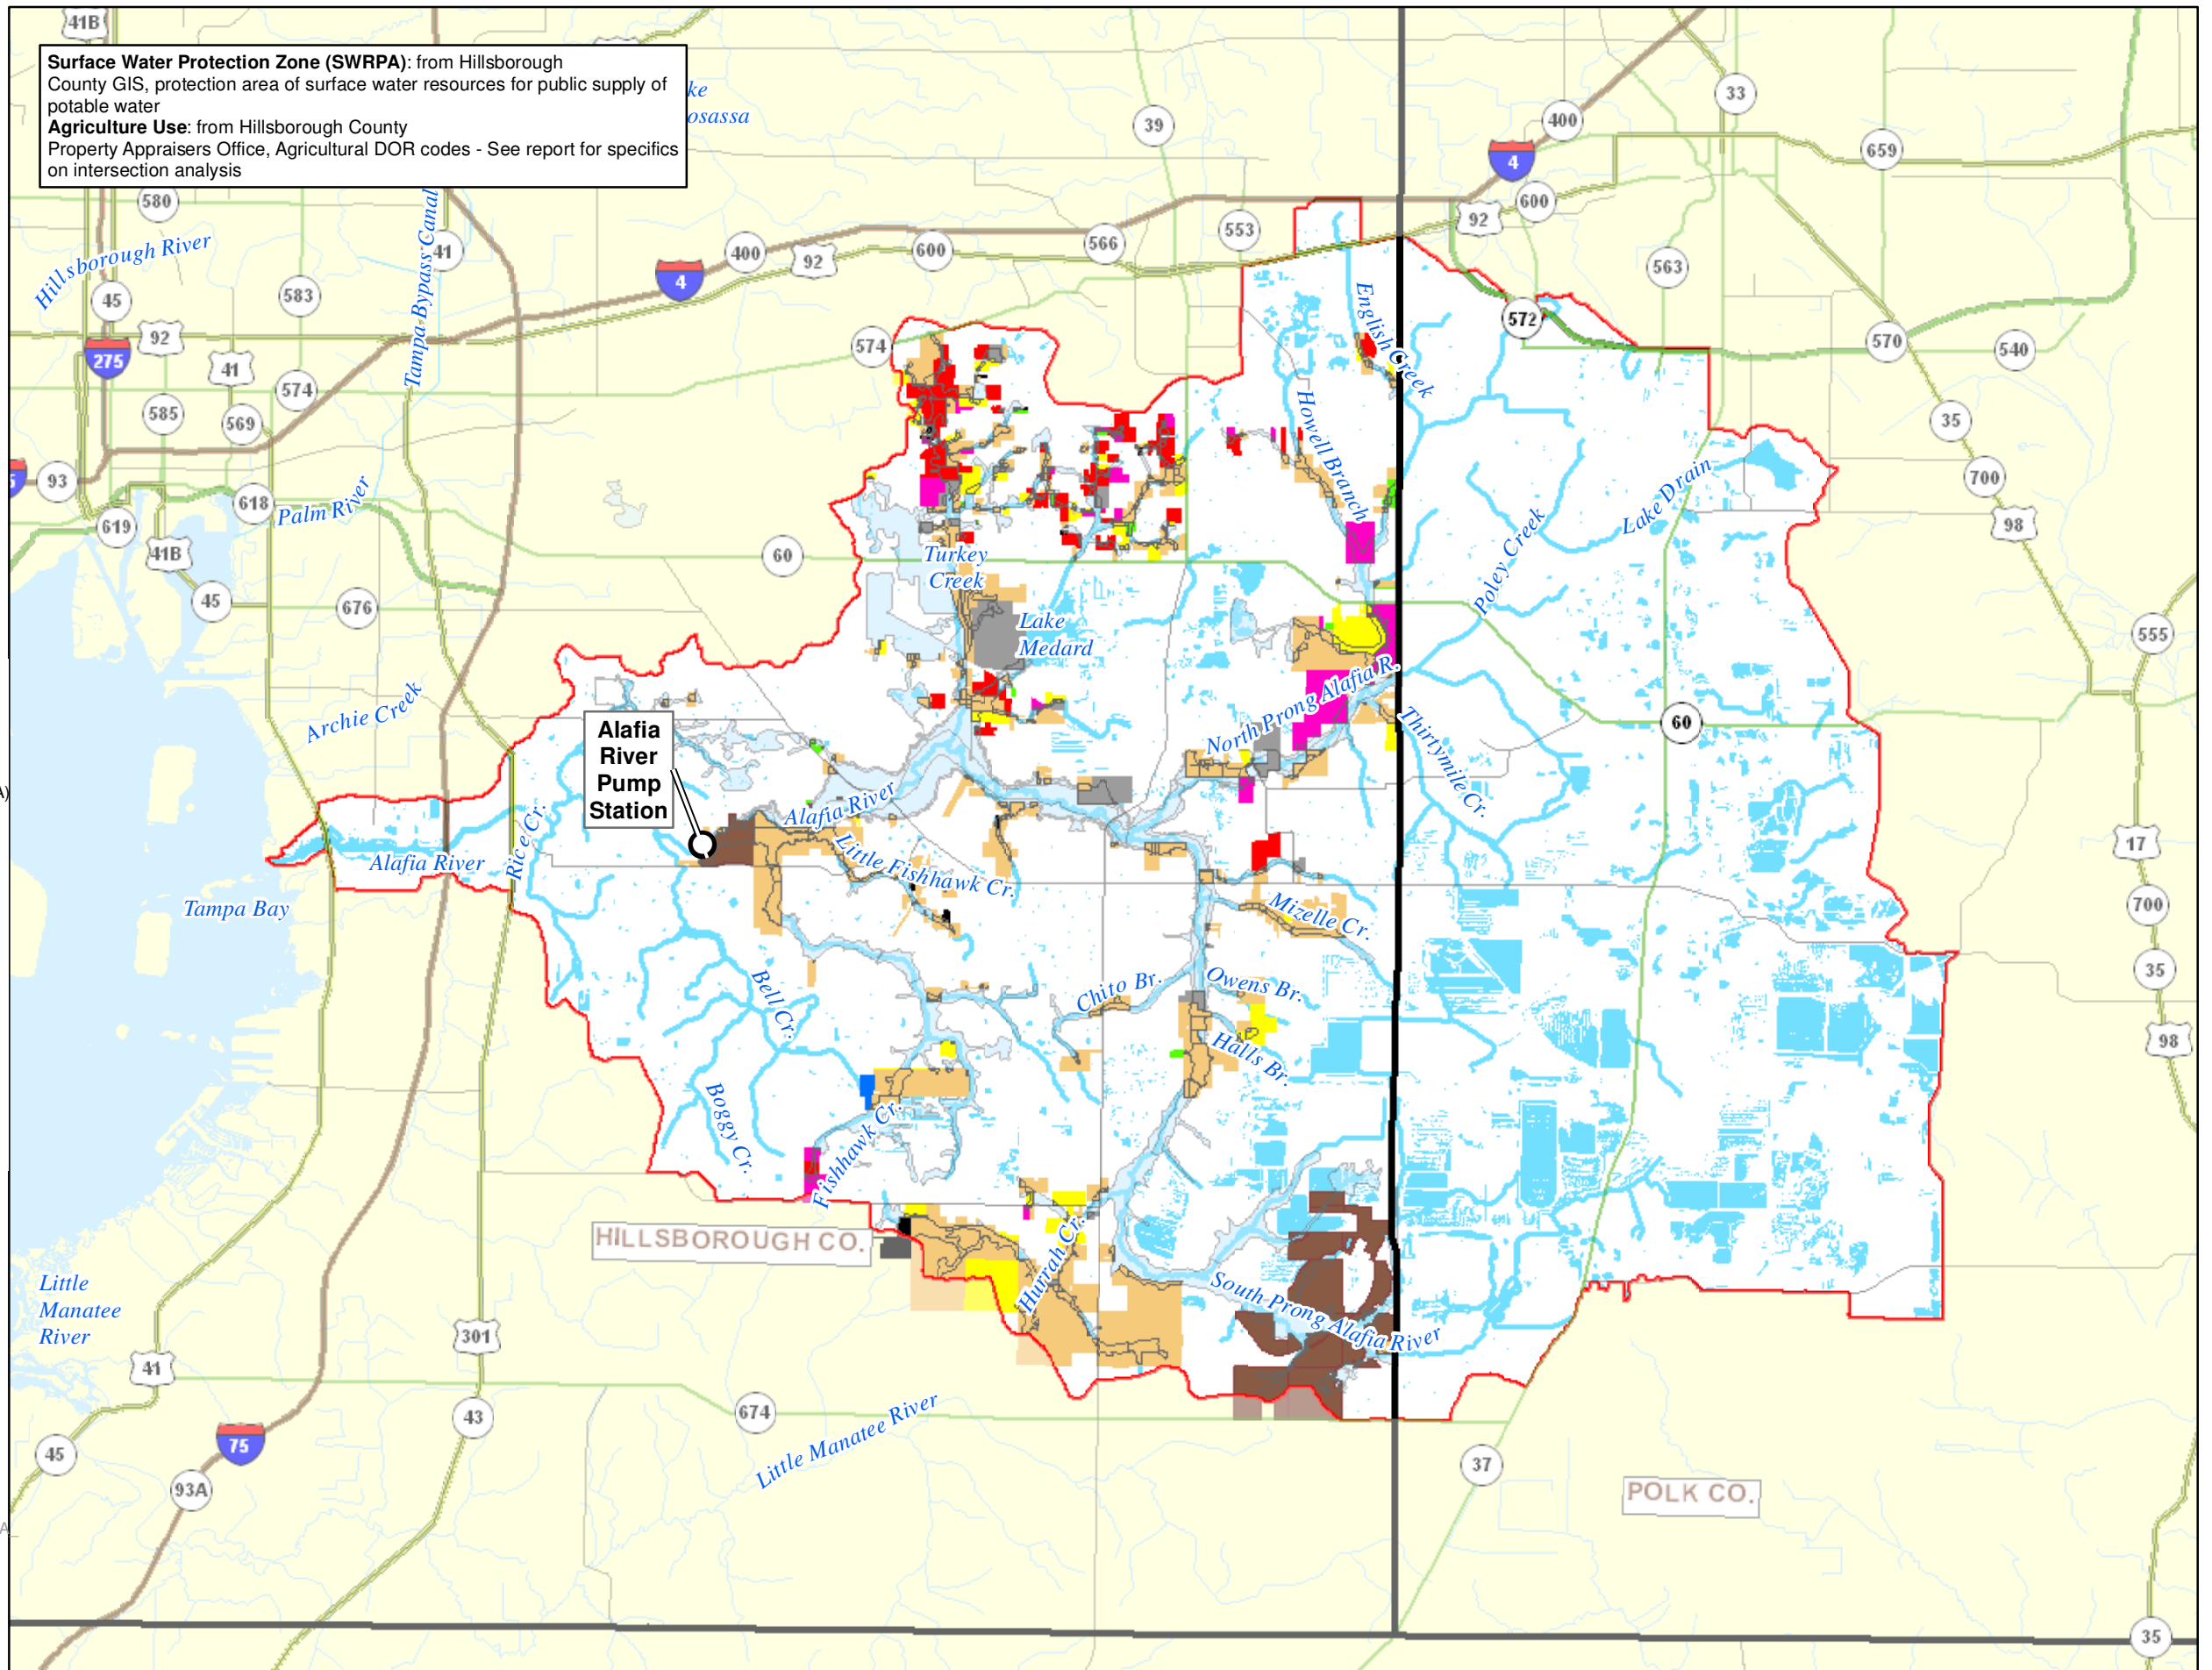 41B
Surface Water Protection Zone (SWRPA): from Hillsborough
County GIS, protection area of surface water resources for public supply of
potable water
Agriculture Use: from Hillsborough County
Property Appraisers Office, Agricultural DOR codes - See report for specifics
on intersection analysis
ke
osassa
39
33
400
4
659
580
600
92
553
566
600
92
400
4
41
Tampa Bypass Canal
Hillsborough River
45
583
563
English Creek
572
570
540
92
275
41
574
574
585
569
35
Howell Branch
93
618
Palm River
619
41B
700
98
Lake Drain
Poley Creek
60
Turkey
Creek
45
676
Lake
Medard
555
North Prong Alafia R.
Archie Creek
Alafia
River
Pump
Station
60
Thirtymile Cr.
A)
Alafia River
Alafia River
Rice Cr.
Little Fishhawk Cr.
17
Tampa Bay
Mizelle Cr.
700
35
Bell Cr.
Chito Br.
Owens Br.
Halls Br.
98
Boggy Cr.
Fishhawk Cr.
HILLSBOROUGH CO.
Hurrah Cr.
South Prong Alafia River
Little
Manatee
River
301
41
674
43
Little Manatee River
75
45
93A
37
POLK CO.
A
35